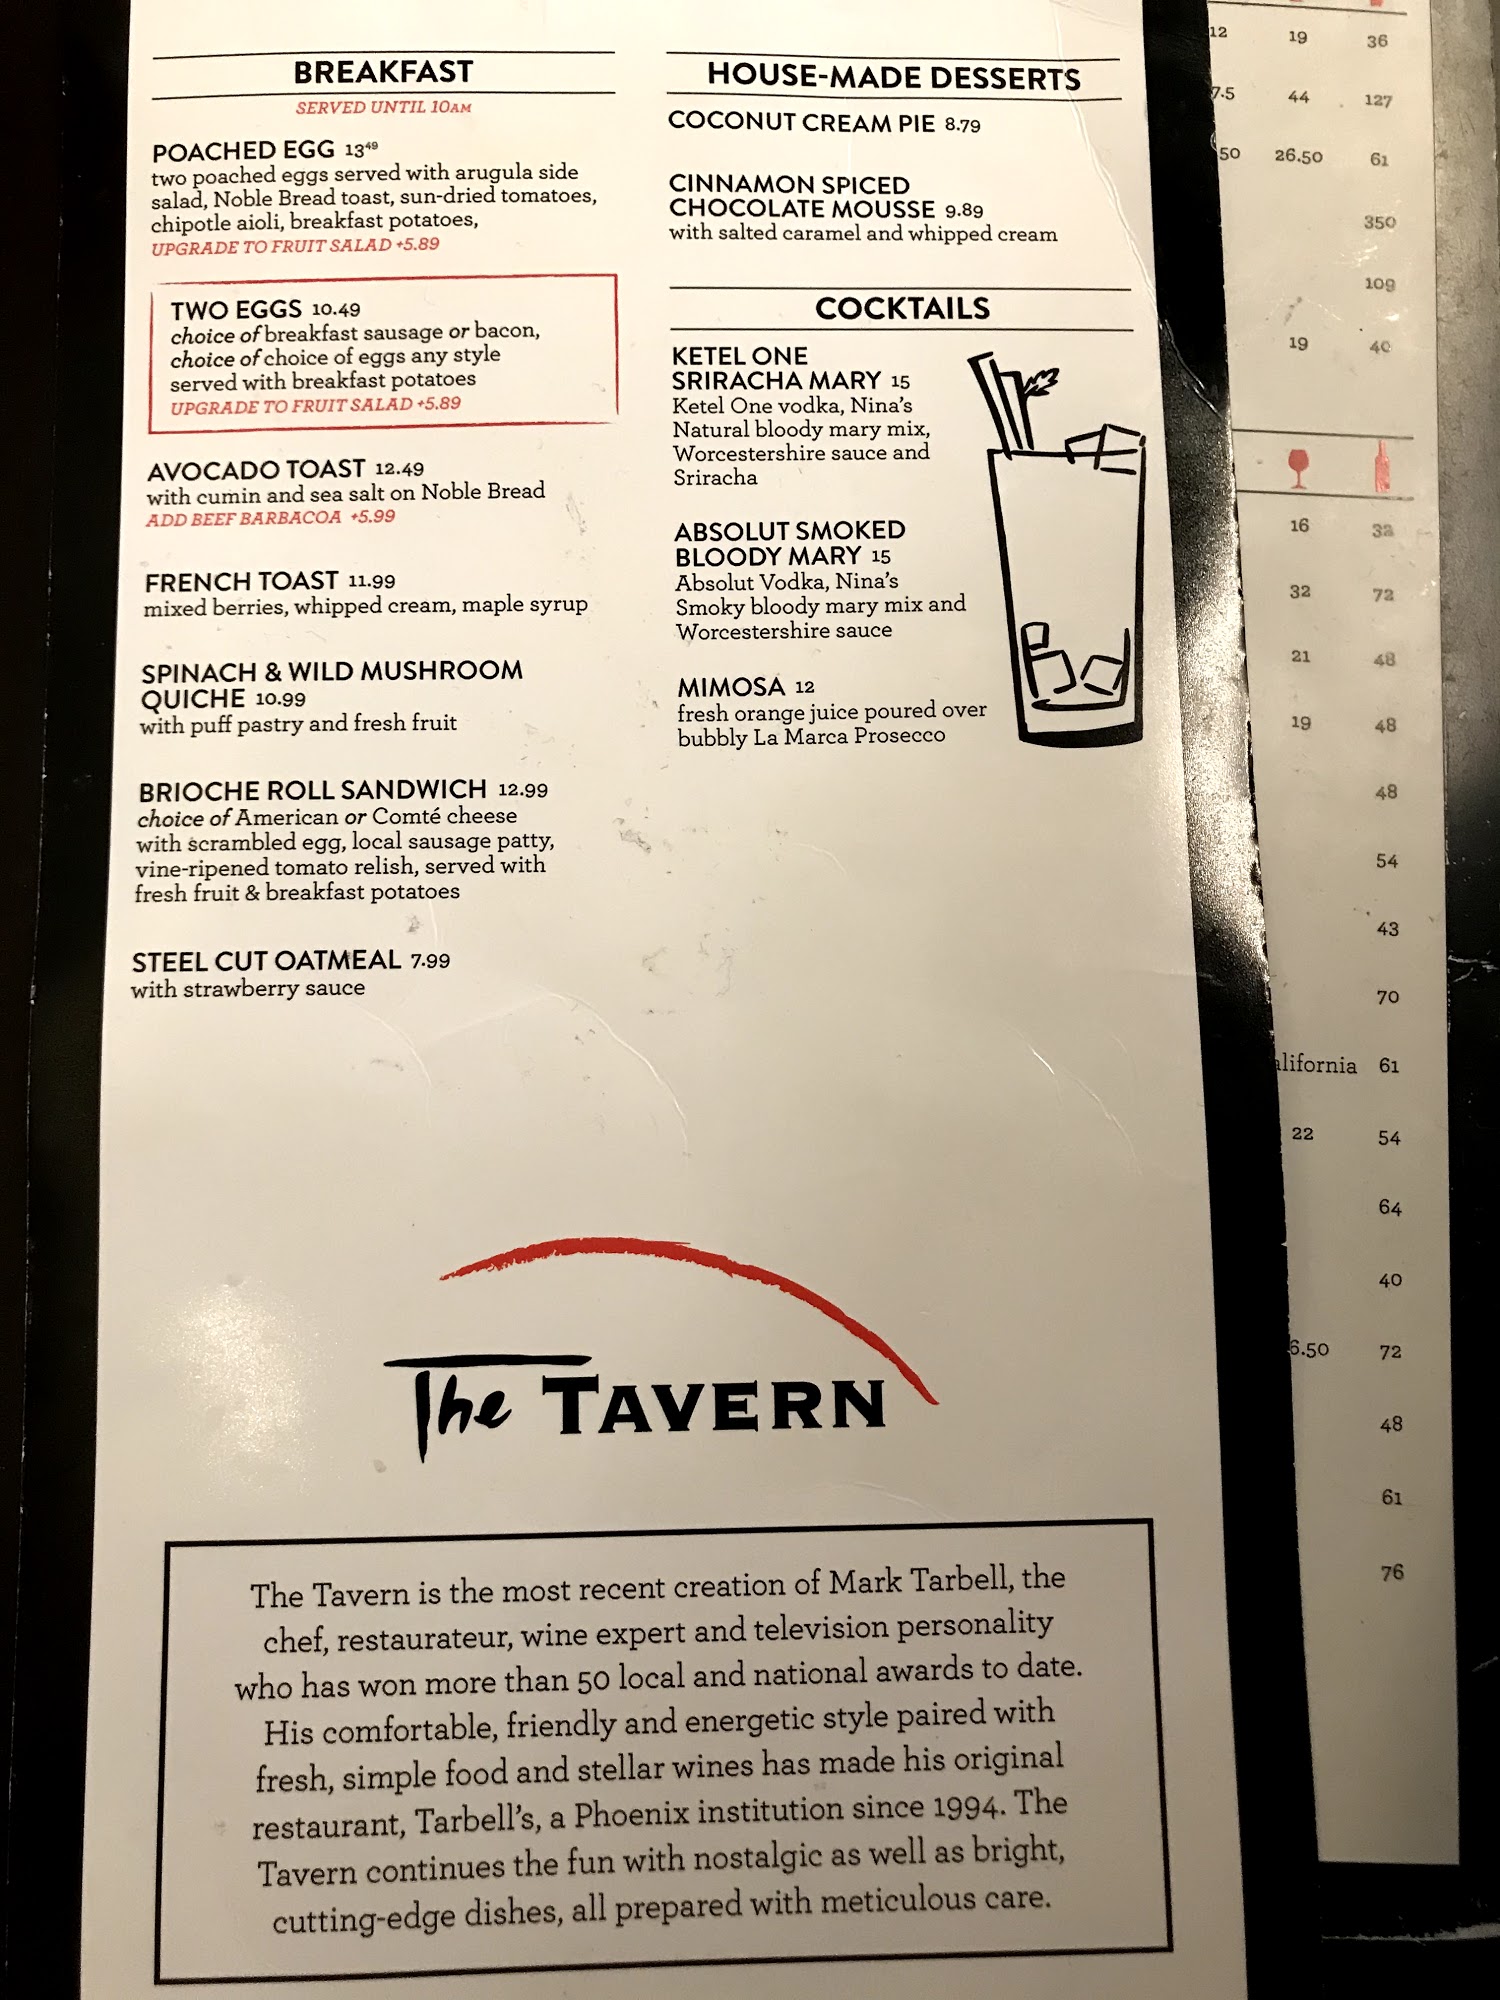 BREAKFAST
SERVED UNTIL 10AM
POACHED EGG 13⁴⁹
two poached eggs served with arugula side
salad, Noble Bread toast, sun-dried tomatoes,
chipotle aioli, breakfast potatoes,
UPGRADE TO FRUIT SALAD +5.89
TWO EGGS 10.49
choice of breakfast sausage or bacon,
choice of choice of eggs any style
served with breakfast potatoes
UPGRADE TO FRUIT SALAD +5.89
AVOCADO TOAST 12.49
with cumin and sea salt on Noble Bread
ADD BEEF BARBACOA +5.99
FRENCH TOAST 11.99
mixed berries, whipped cream, maple syrup
SPINACH & WILD MUSHROOM
QUICHE 10.99
with puff pastry and fresh fruit
BRIOCHE ROLL SANDWICH 12.99
choice of American or Comté cheese
with scrambled egg, local sausage patty,
vine-ripened tomato relish, served with
fresh fruit & breakfast potatoes
STEEL CUT OATMEAL 7.99
with strawberry sauce
HOUSE-MADE DESSERTS
COCONUT CREAM PIE 8.79
CINNAMON SPICED
CHOCOLATE MOUSSE 9.89
with salted caramel and whipped cream
COCKTAILS
KETEL ONE
SRIRACHA MARY 15
Ketel One vodka, Nina's
Natural bloody mary mix,
Worcestershire sauce and
Sriracha
ABSOLUT SMOKED
BLOODY MARY 15
Absolut Vodka, Nina's
Smoky bloody mary mix and
Worcestershire sauce
MIMOSA 12
fresh orange juice poured over
bubbly La Marca Prosecco
The TAVERN
The Tavern is the most recent creation of Mark Tarbell, the
chef, restaurateur, wine expert and television personality
who has won more than 50 local and national awards to date.
His comfortable, friendly and energetic style paired with
fresh, simple food and stellar wines has made his original
restaurant, Tarbell's, a Phoenix institution since 1994. The
Tavern continues the fun with nostalgic as well as bright,
cutting-edge dishes, all prepared with meticulous care.
12 19 36
7.5 44 127
50 26.50 61
350
109
19 40
16 32
32 72
21 48
19 48
48
54
43
70
alifornia 61
22 54
64
40
6.50 72
48
61
76